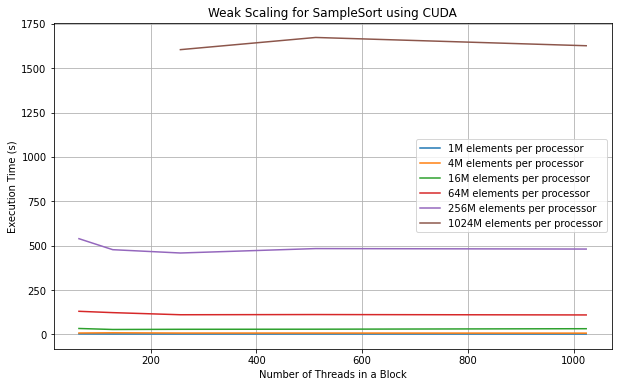 Weak Scaling for SampleSort using CUDA
Execution Time (s)
1750
1500
1250
1000
750
500
250
0
1M elements per processor
4M elements per processor
16M elements per processor
64M elements per processor
256M elements per processor
1024M elements per processor
200
400
600
800
1000
Number of Threads in a Block